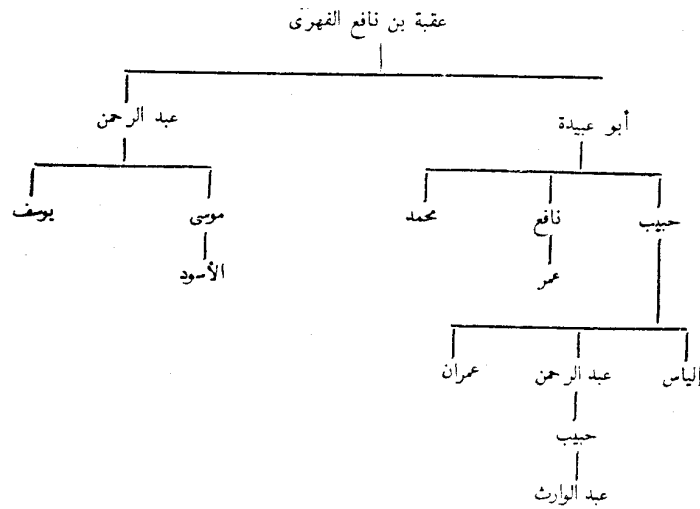 عقبة بن نافع الفهرى
أبو عبيدة
عبد الرحمن
حبيب
نافع
محمد
موسى
يوسف
عمر
الأسود
إلياس
عبد الرحمن
عمران
حبيب
عبد الوارث